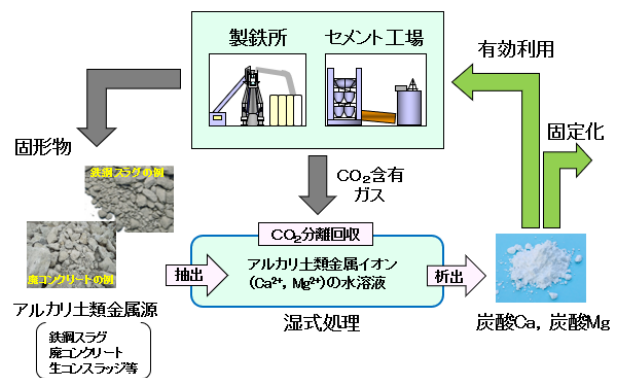 製鉄所
セメント工場
有効利用
固形物
固定化
CO₂含有
ガス
鉄鋼スラグの例
廃コンクリートの例
CO₂分離回収
抽出
アルカリ土類金属イオン
(Ca²⁺, Mg²⁺)の水溶液
析出
アルカリ土類金属源
湿式処理
炭酸Ca, 炭酸Mg
鉄鋼スラグ
廃コンクリート
生コンスラッジ等